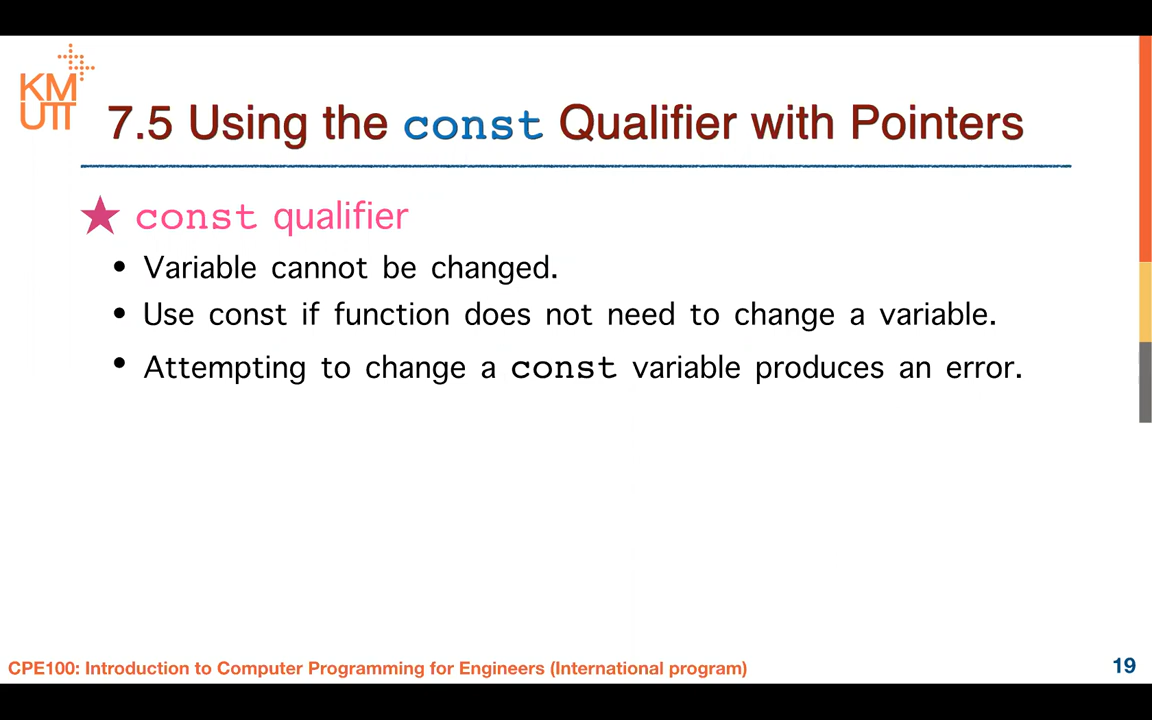 KM
UTT
7.5 Using the const Qualifier with Pointers
const qualifier
• Variable cannot be changed.
• Use const if function does not need to change a variable.
• Attempting to change a const variable produces an error.
CPE100: Introduction to Computer Programming for Engineers (International program)
19